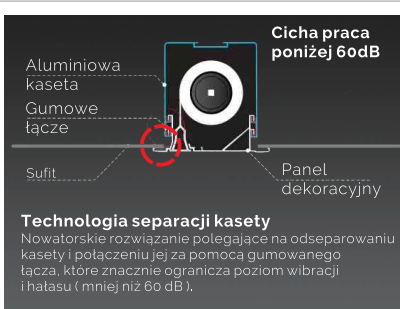 Cicha praca
poniżej 60dB
Aluminiowa
kaseta
Gumowe
łącze
Sufit
Panel
dekoracyjny
Technologia separacji kasety
Nowatorskie rozwiązanie polegające na odseparowaniu
kasety i połączeniu jej za pomocą gumowanego
łącza, które znacznie ogranicza poziom wibracji
i hałasu ( mniej niż 60 dB ).